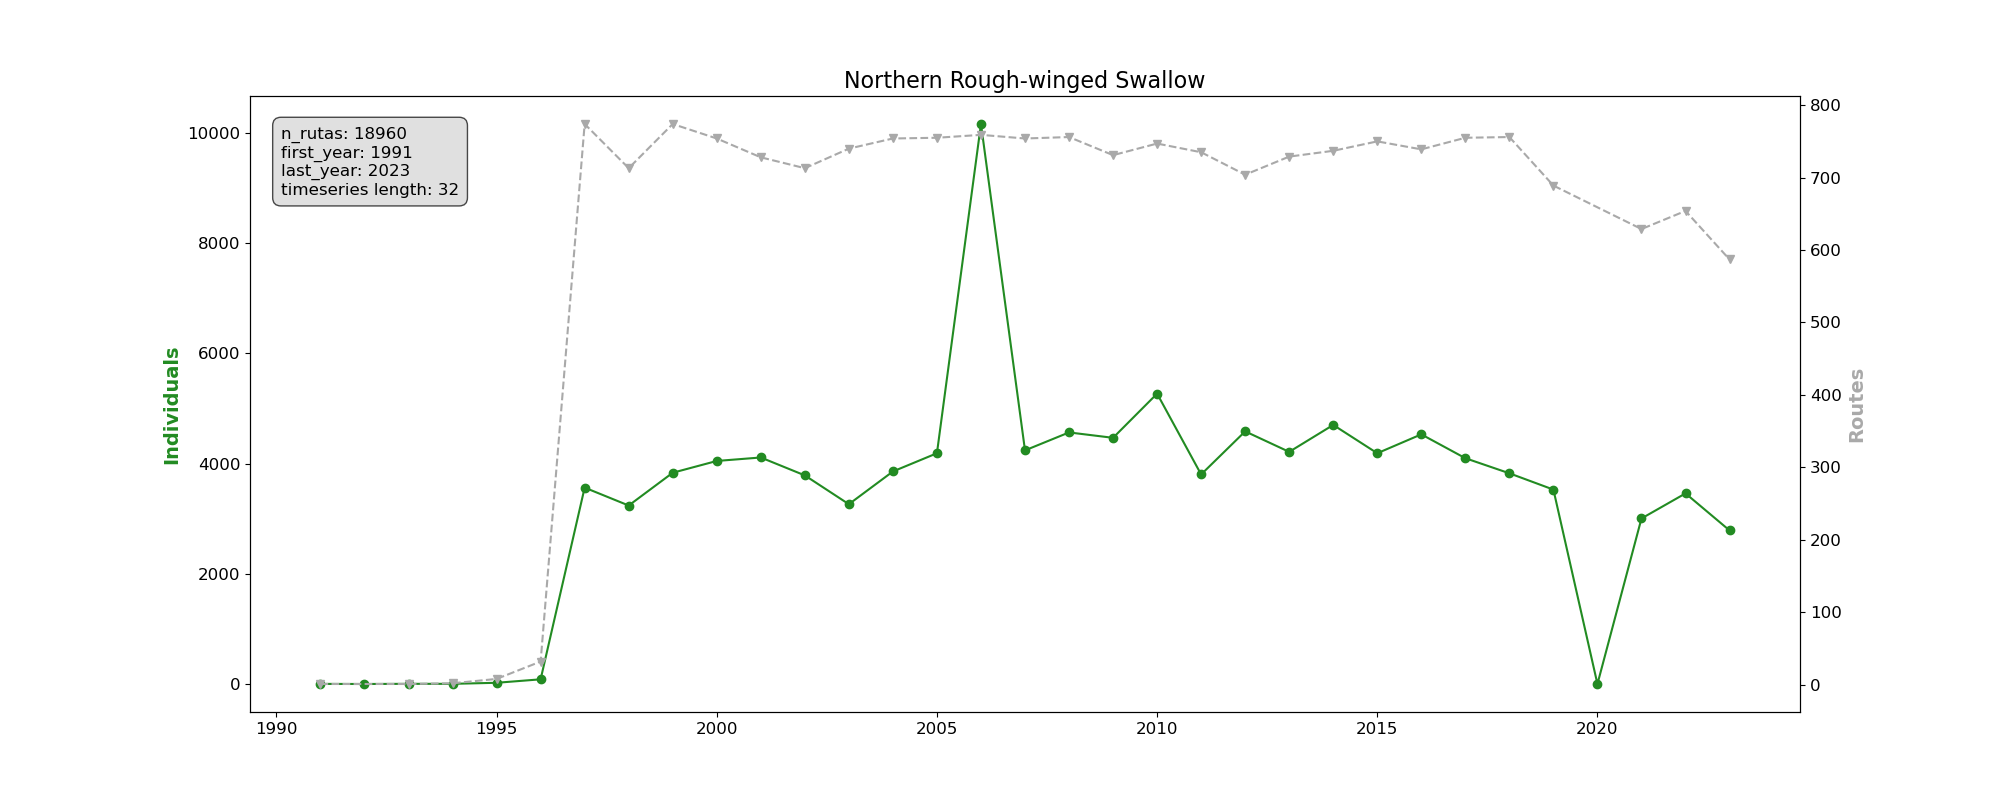 Northern Rough-winged Swallow
n_rutas: 18960
first_year: 1991
last_year: 2023
timeseries length: 32
Individuals
10000
8000
6000
4000
2000
0
Routes
800
700
600
500
400
300
200
100
0
1990 1995 2000 2005 2010 2015 2020